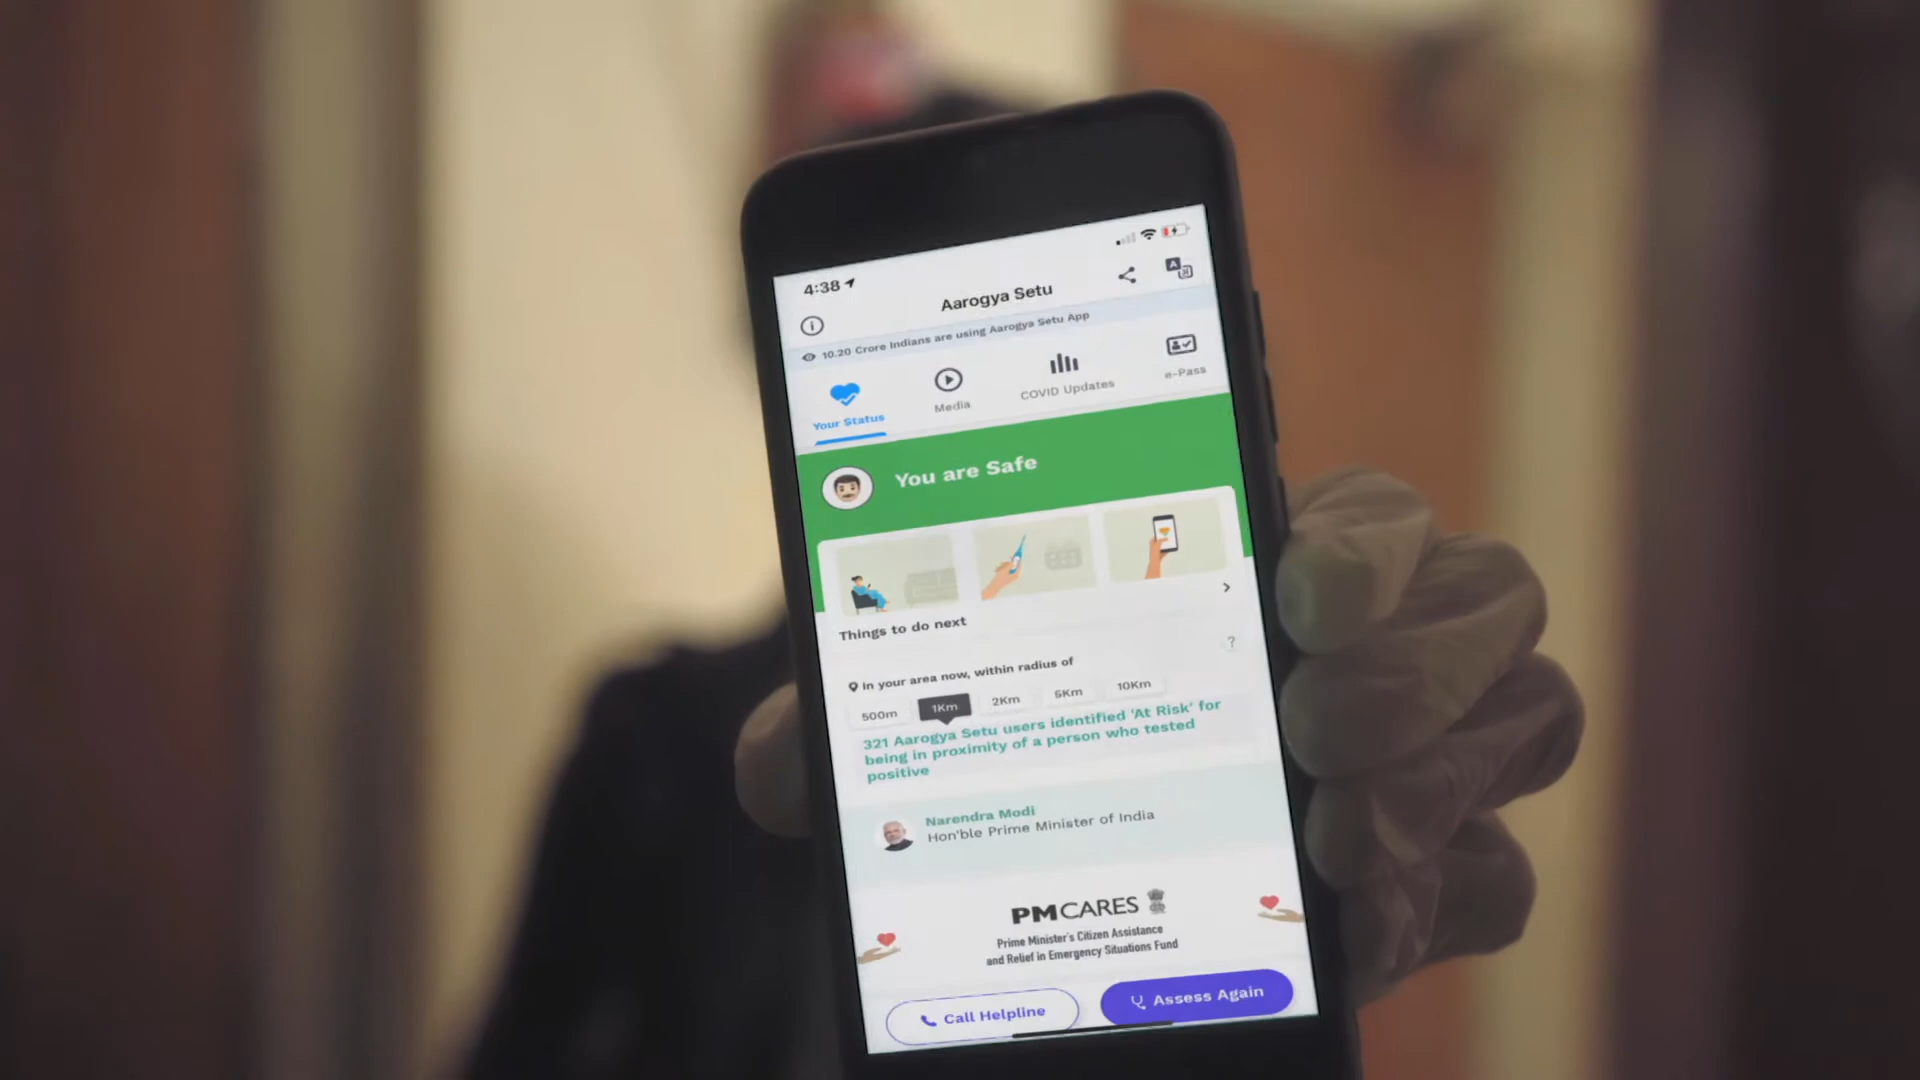 4:38
Aarogya Setu
10.20 Crore Indians are using Aarogya Setu App
Your Status
Media
COVID Updates
e-Pass
You are Safe
Things to do next
?
In your area now, within radius of
500m
1Km
2Km
5Km
10Km
321 Aarogya Setu users identified 'At Risk' for
being in proximity of a person who tested
positive
Narendra Modi
Hon'ble Prime Minister of India
PM CARES
Prime Minister's Citizen Assistance
and Relief in Emergency Situations Fund
Call Helpline
Assess Again